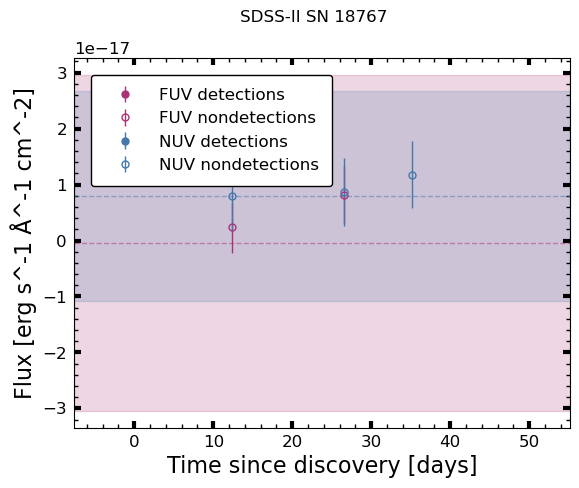 SDSS-II SN 18767
1e−17
FUV detections
FUV nondetections
NUV detections
NUV nondetections
3
2
1
0
−1
−2
−3
Flux [erg s^-1 Å^-1 cm^-2]
0 10 20 30 40 50
Time since discovery [days]